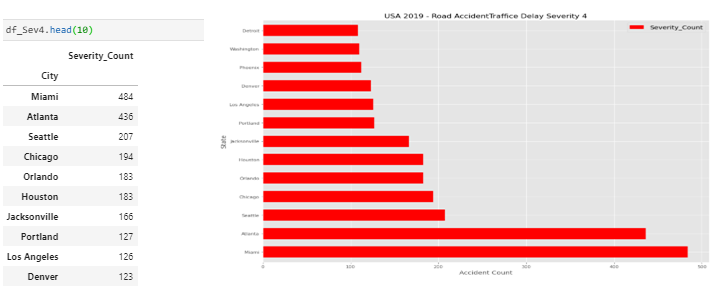 df_Sev4.head(10)
Severity_Count
City
Miami 484
Atlanta 436
Seattle 207
Chicago 194
Orlando 183
Houston 183
Jacksonville 166
Portland 127
Los Angeles 126
Denver 123
USA 2019 - Road AccidentTraffice Delay Severity 4
Severity_Count
State
Detroit
Washington
Phoenix
Denver
Los Angeles
Portland
Jacksonville
Houston
Orlando
Chicago
Seattle
Atlanta
Miami
0 100 200 300 400 500
Accident Count